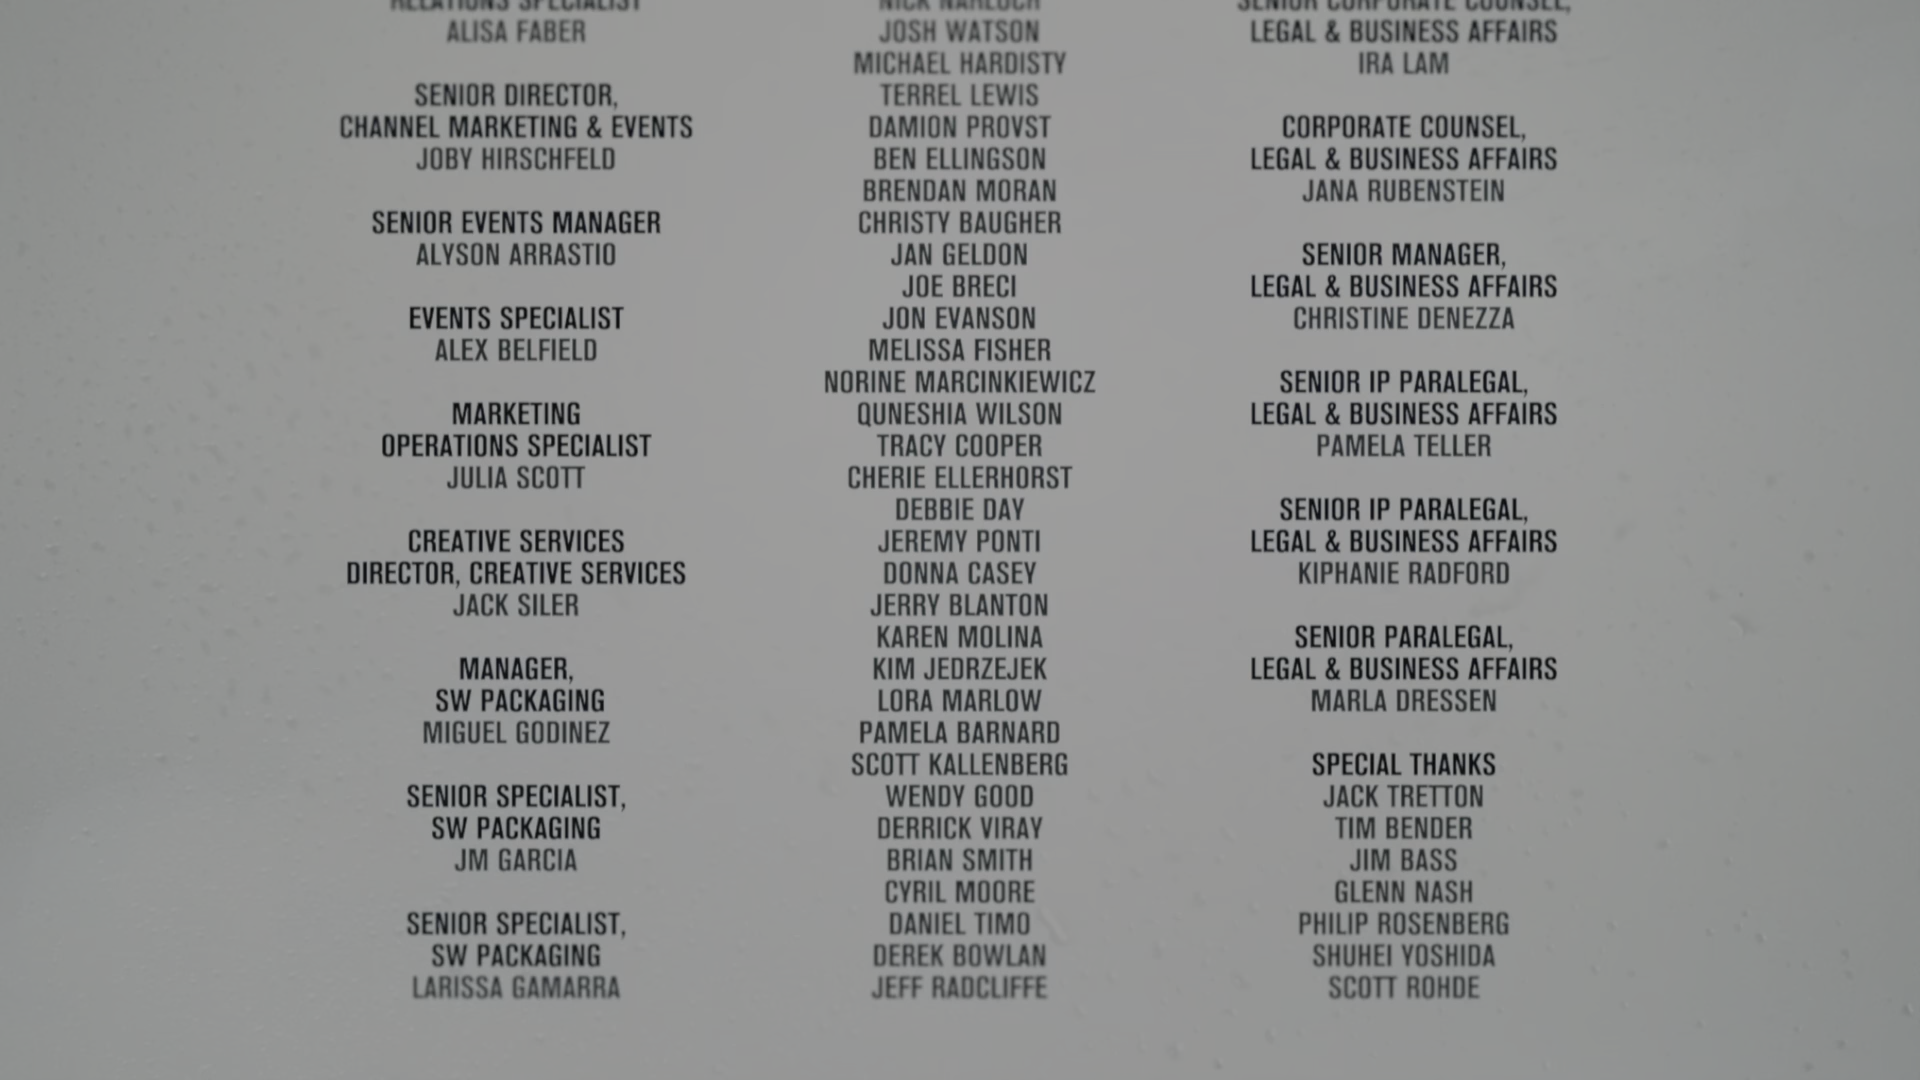 RELATIONS SPECIALIST
ALISA FABER
SENIOR DIRECTOR,
CHANNEL MARKETING & EVENTS
JOBY HIRSCHFELD
SENIOR EVENTS MANAGER
ALYSON ARRASTIO
EVENTS SPECIALIST
ALEX BELFIELD
MARKETING
OPERATIONS SPECIALIST
JULIA SCOTT
CREATIVE SERVICES
DIRECTOR, CREATIVE SERVICES
JACK SILER
MANAGER,
SW PACKAGING
MIGUEL GODINEZ
SENIOR SPECIALIST,
SW PACKAGING
JM GARCIA
SENIOR SPECIALIST,
SW PACKAGING
LARISSA GAMARRA
NICK
JOSH WATSON
MICHAEL HARDISTY
TERREL LEWIS
DAMION PROVST
BEN ELLINGSON
BRENDAN MORAN
CHRISTY BAUGHER
JAN GELDON
JOE BRECI
JON EVANSON
MELISSA FISHER
NORINE MARCINKIEWICZ
QUNESHIA WILSON
TRACY COOPER
CHERIE ELLERHORST
DEBBIE DAY
JEREMY PONTI
DONNA CASEY
JERRY BLANTON
KAREN MOLINA
KIM JEDRZEJEK
LORA MARLOW
PAMELA BARNARD
SCOTT KALLENBERG
WENDY GOOD
DERRICK VIRAY
BRIAN SMITH
CYRIL MOORE
DANIEL TIMO
DEREK BOWLAN
JEFF RADCLIFFE
SENIOR CORPORATE COUNSEL,
LEGAL & BUSINESS AFFAIRS
IRA LAM
CORPORATE COUNSEL,
LEGAL & BUSINESS AFFAIRS
JANA RUBENSTEIN
SENIOR MANAGER,
LEGAL & BUSINESS AFFAIRS
CHRISTINE DENEZZA
SENIOR IP PARALEGAL,
LEGAL & BUSINESS AFFAIRS
PAMELA TELLER
SENIOR IP PARALEGAL,
LEGAL & BUSINESS AFFAIRS
KIPHANIE RADFORD
SENIOR PARALEGAL,
LEGAL & BUSINESS AFFAIRS
MARLA DRESSEN
SPECIAL THANKS
JACK TRETTON
TIM BENDER
JIM BASS
GLENN NASH
PHILIP ROSENBERG
SHUHEI YOSHIDA
SCOTT ROHDE